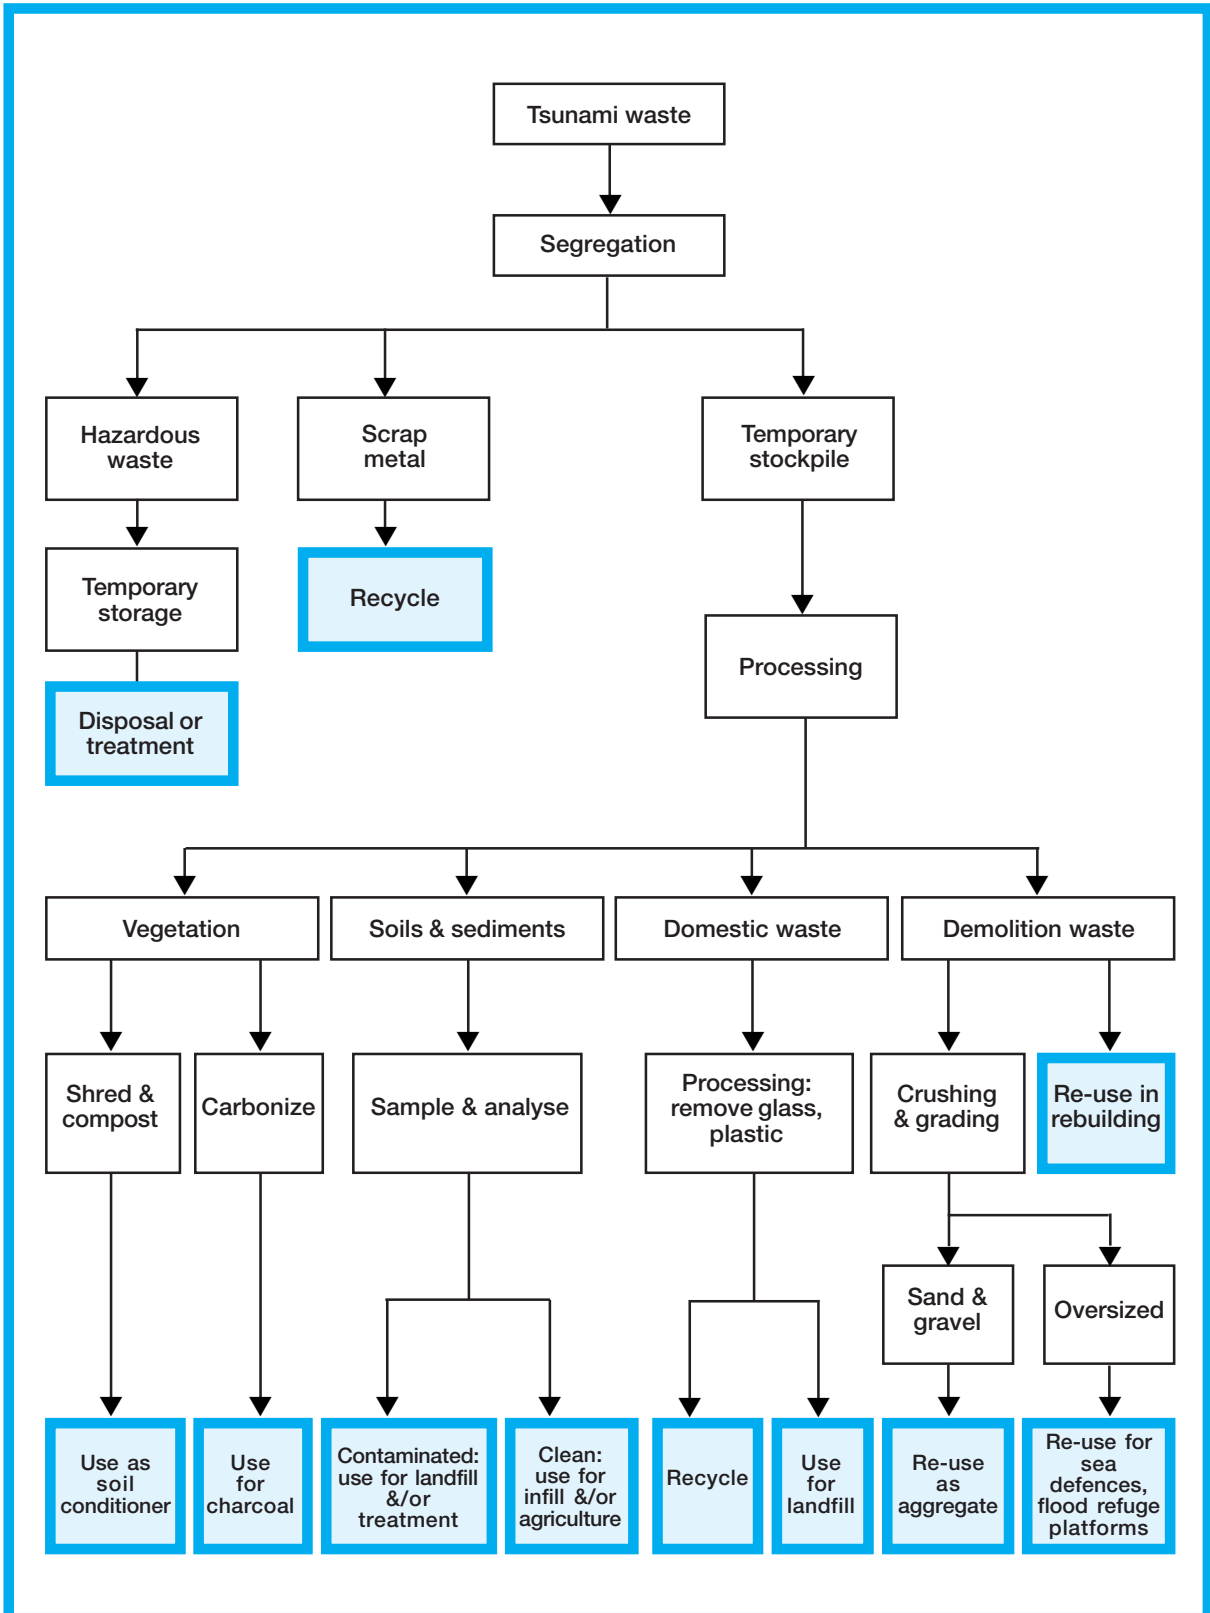 Tsunami waste
Segregation
Hazardous
waste
Scrap
metal
Temporary
stockpile
Temporary
storage
Recycle
Processing
Disposal or
treatment
Vegetation
Soils & sediments
Domestic waste
Demolition waste
Shred &
compost
Carbonize
Sample & analyse
Processing:
remove glass,
plastic
Crushing
& grading
Re-use in
rebuilding
Sand &
gravel
Oversized
Use as
soil
conditioner
Use
for
charcoal
Contaminated:
use for landfill
&/or
treatment
Clean:
use for
infill &/or
agriculture
Recycle
Use
for
landfill
Re-use
as
aggregate
Re-use for
sea
defences,
flood refuge
platforms